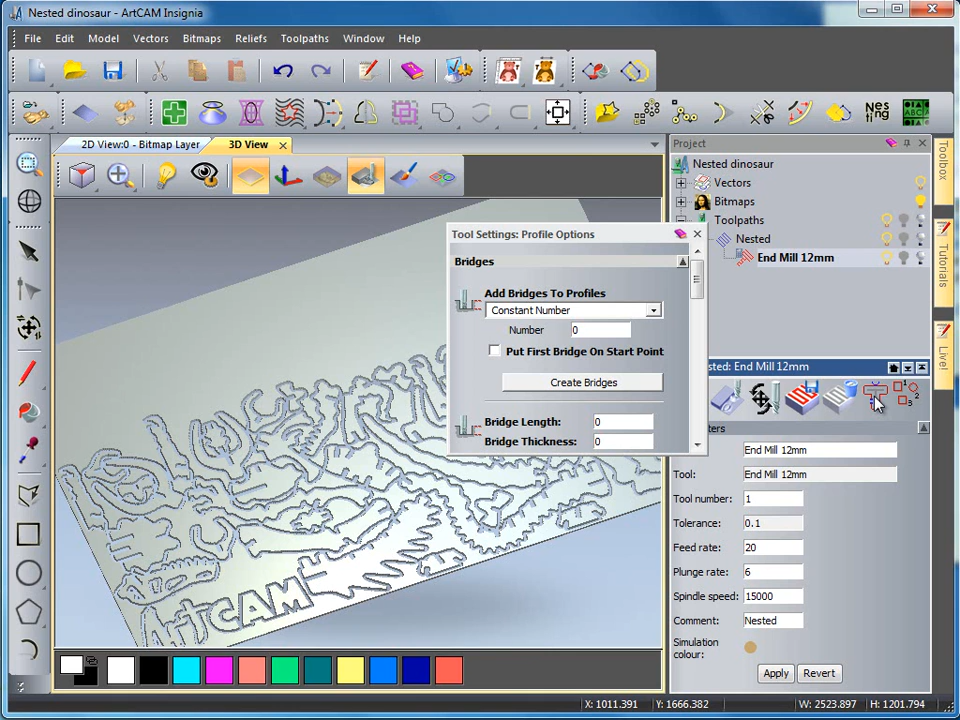 Nested dinosaur - ArtCAM Insignia
File Edit Model Vectors Bitmaps Reliefs Toolpaths Window Help
Nes
ting
ABC
2D View:0 - Bitmap Layer
3D View
Project
Nested dinosaur
Vectors
Bitmaps
Toolpaths
Nested
End Mill 12mm
Toolbox
Tutorials
Live!
Tool Settings: Profile Options
Bridges
Add Bridges To Profiles
Constant Number
Number 0
Put First Bridge On Start Point
Create Bridges
Bridge Length: 0
Bridge Thickness: 0
sted: End Mill 12mm
ters
End Mill 12mm
Tool: End Mill 12mm
Tool number: 1
Tolerance: 0.1
Feed rate: 20
Plunge rate: 6
Spindle speed: 15000
Comment: Nested
Simulation
colour:
Apply Revert
ArtCAM
X: 1011.391 Y: 1666.382 W: 2523.897 H: 1201.794